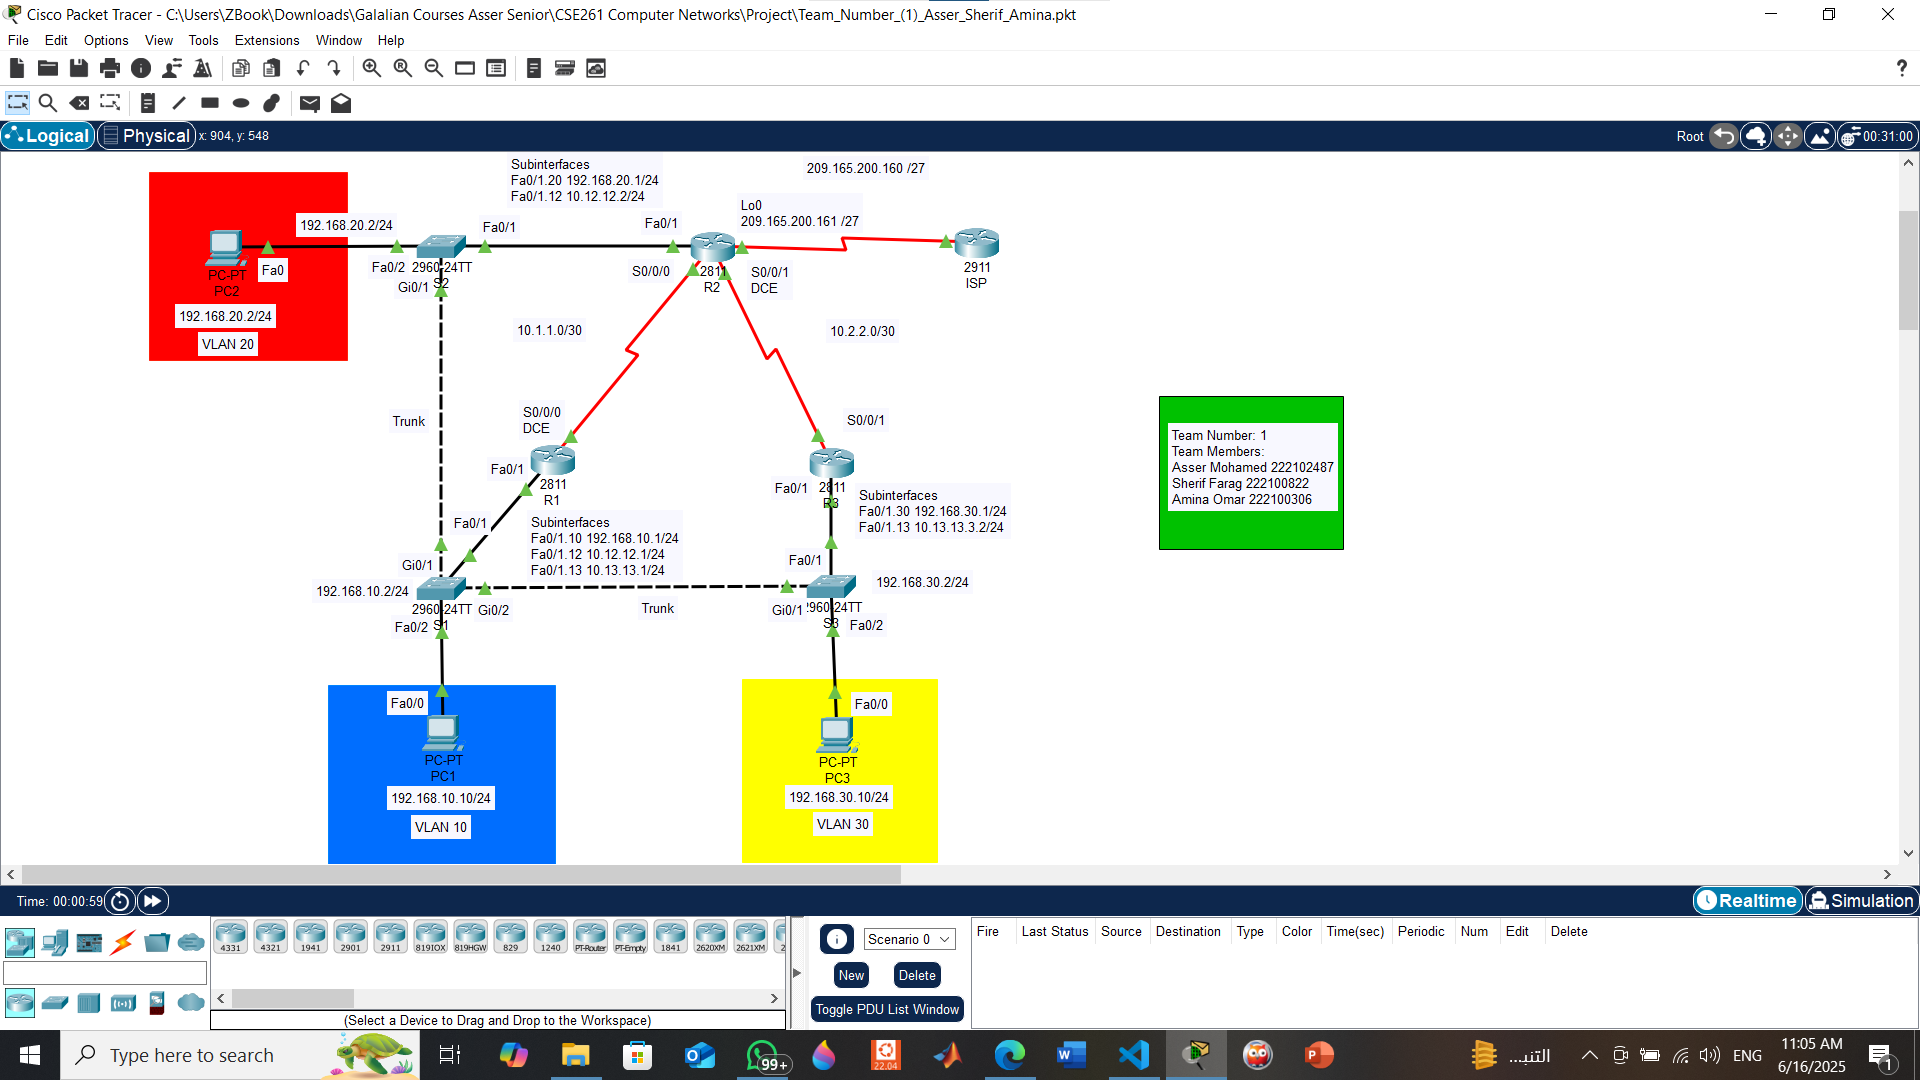 Cisco Packet Tracer - C:\Users\ZBook\Downloads\Galalian Courses Asser Senior\CSE261 Computer Networks\Project\Team_Number_(1)_Asser_Sherif_Amina.pkt
File Edit Options View Tools Extensions Window Help
?
Logical Physical x: 904, y: 548
Root 00:31:00
Subinterfaces
Fa0/1.20 192.168.20.1/24
Fa0/1.12 10.12.12.2/24
209.165.200.160 /27
Lo0
209.165.200.161 /27
192.168.20.2/24
Fa0/1
Fa0/1
Fa0
Fa0/2
2960-24TT
S2
Gi0/1
PC-PT
PC2
192.168.20.2/24
VLAN 20
S0/0/0
2811
R2
S0/0/1
DCE
2911
ISP
10.1.1.0/30
10.2.2.0/30
Trunk
S0/0/0
DCE
S0/0/1
Fa0/1
2811
R1
Fa0/1
2811
R3
Subinterfaces
Fa0/1.30 192.168.30.1/24
Fa0/1.13 10.13.13.3.2/24
Team Number: 1
Team Members:
Asser Mohamed 222102487
Sherif Farag 222100822
Amina Omar 222100306
Fa0/1
Subinterfaces
Fa0/1.10 192.168.10.1/24
Fa0/1.12 10.12.12.1/24
Fa0/1.13 10.13.13.1/24
Gi0/1
Fa0/1
192.168.10.2/24
192.168.30.2/24
2960-24TT
S1
Gi0/2
Trunk
Gi0/1
2960-24TT
S3
Fa0/2
Fa0/2
Fa0/0
PC-PT
PC1
192.168.10.10/24
VLAN 10
Fa0/0
PC-PT
PC3
192.168.30.10/24
VLAN 30
Time: 00:00:59
Realtime Simulation
4331 4321 1941 2901 2911 819IOX 819HGW 829 1240 PT-Router PT-Empty 1841 2620XM 2621XM 2
(Select a Device to Drag and Drop to the Workspace)
Scenario 0
New Delete
Toggle PDU List Window
Fire Last Status Source Destination Type Color Time(sec) Periodic Num Edit Delete
Type here to search
99+
22.04
التنبـ...
ENG
11:05 AM
6/16/2025
1